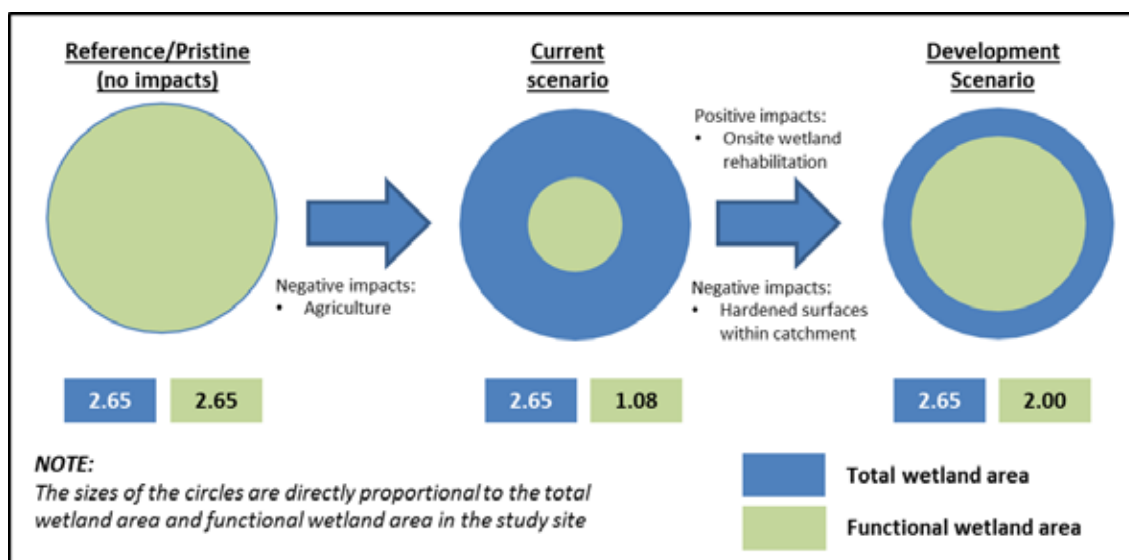 Reference/Pristine
(no impacts)
Current
scenario
Development
Scenario
Positive impacts:
• Onsite wetland
rehabilitation
Negative impacts:
• Agriculture
Negative impacts:
• Hardened surfaces
within catchment
2.65 2.65 2.65 1.08 2.65 2.00
NOTE:
The sizes of the circles are directly proportional to the total
wetland area and functional wetland area in the study site
Total wetland area
Functional wetland area